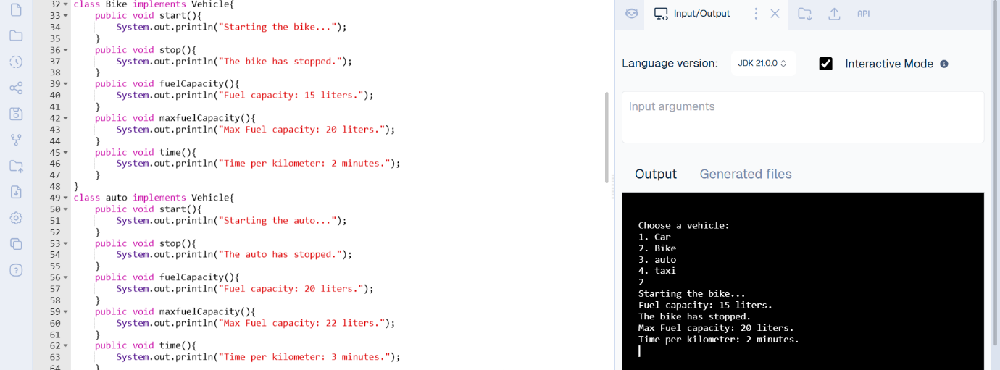 32 class Bike implements Vehicle{
33 public void start(){
34 System.out.println("Starting the bike...");
35 }
36 public void stop(){
37 System.out.println("The bike has stopped.");
38 }
39 public void fuelCapacity(){
40 System.out.println("Fuel capacity: 15 liters.");
41 }
42 public void maxfuelCapacity(){
43 System.out.println("Max Fuel capacity: 20 liters.");
44 }
45 public void time(){
46 System.out.println("Time per kilometer: 2 minutes.");
47 }
48 }
49 class auto implements Vehicle{
50 public void start(){
51 System.out.println("Starting the auto...");
52 }
53 public void stop(){
54 System.out.println("The auto has stopped.");
55 }
56 public void fuelCapacity(){
57 System.out.println("Fuel capacity: 20 liters.");
58 }
59 public void maxfuelCapacity(){
60 System.out.println("Max Fuel capacity: 22 liters.");
61 }
62 public void time(){
63 System.out.println("Time per kilometer: 3 minutes.");
64 }
Input/Output
API
Language version:
JDK 21.0.0
Interactive Mode
Input arguments
Output
Generated files
Choose a vehicle:
1. Car
2. Bike
3. auto
4. taxi
2
Starting the bike...
Fuel capacity: 15 liters.
The bike has stopped.
Max Fuel capacity: 20 liters.
Time per kilometer: 2 minutes.